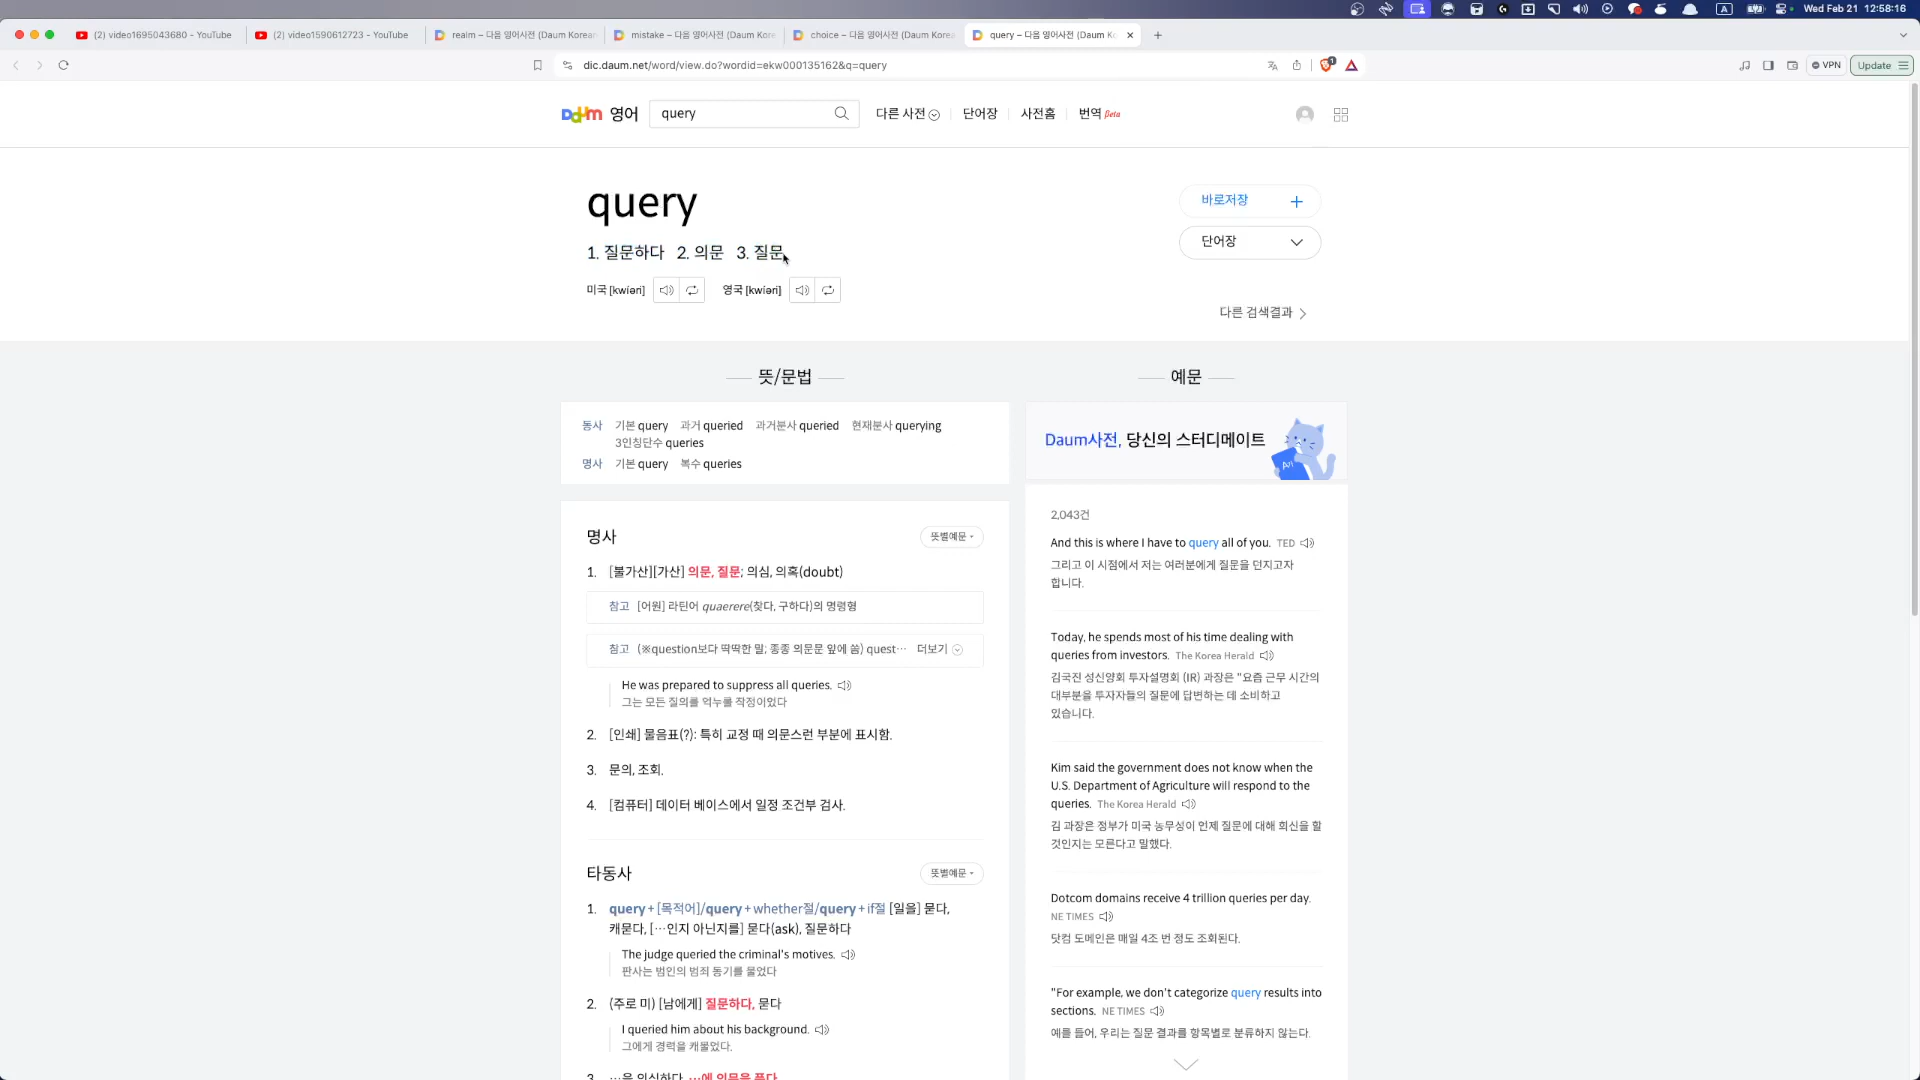 Wed Feb 21 12:58:16
(2) video1695043680 - YouTube
(2) video1590612723 - YouTube
realm – 다음 영어사전 (Daum Korean
mistake – 다음 영어사전 (Daum Kore
choice – 다음 영어사전 (Daum Korea
query – 다음 영어사전 (Daum Ko
dic.daum.net/word/view.do?wordid=ekw000135162&q=query
VPN
Update
Daum 영어
query
다른 사전
단어장
사전홈
번역 Beta
query
1. 질문하다 2. 의문 3. 질문
미국 [kwíəri]
영국 [kwíəri]
바로저장
단어장
다른 검색결과
뜻/문법
동사 기본 query 과거 queried 과거분사 queried 현재분사 querying
3인칭단수 queries
명사 기본 query 복수 queries
명사
뜻별예문
1. [불가산][가산] 의문, 질문; 의심, 의혹(doubt)
참고 [어원] 라틴어 quaerere(찾다, 구하다)의 명령형
참고 (※question보다 딱딱한 말; 종종 의문문 앞에 씀) quest… 더보기
He was prepared to suppress all queries.
그는 모든 질의를 억누를 작정이었다
2. [인쇄] 물음표(?): 특히 교정 때 의문스런 부분에 표시함.
3. 문의, 조회.
4. [컴퓨터] 데이터 베이스에서 일정 조건부 검사.
타동사
뜻별예문
1. query + [목적어]/query + whether절/query + if절 [일을] 묻다,
캐묻다, […인지 아닌지를] 묻다(ask), 질문하다
The judge queried the criminal's motives.
판사는 범인의 범죄 동기를 물었다
2. (주로 미) [남에게] 질문하다, 묻다
I queried him about his background.
그에게 경력을 캐물었다.
3. …을 의심하다, …에 의문을 품다
예문
Daum사전, 당신의 스터디메이트
2,043건
And this is where I have to query all of you. TED
그리고 이 시점에서 저는 여러분에게 질문을 던지고자
합니다.
Today, he spends most of his time dealing with
queries from investors. The Korea Herald
김국진 성신양회 투자설명회 (IR) 과장은 "요즘 근무 시간의
대부분을 투자자들의 질문에 답변하는 데 소비하고
있습니다.
Kim said the government does not know when the
U.S. Department of Agriculture will respond to the
queries. The Korea Herald
김 과장은 정부가 미국 농무성이 언제 질문에 대해 회신을 할
것인지는 모른다고 말했다.
Dotcom domains receive 4 trillion queries per day.
NE TIMES
닷컴 도메인은 매일 4조 번 정도 조회된다.
"For example, we don't categorize query results into
sections. NE TIMES
예를 들어, 우리는 질문 결과를 항목별로 분류하지 않는다.